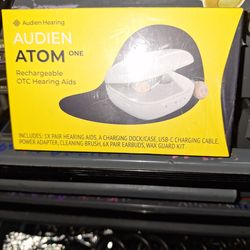 Audien Hearing
AUDIEN
ATOM ONE
Rechargeable
OTC Hearing Aids
INCLUDES: 1X PAIR HEARING AIDS, A CHARGING DOCK/CASE, USB-C CHARGING CABLE,
POWER ADAPTER, CLEANING BRUSH, 6X PAIR EARBUDS, WAX GUARD KIT.